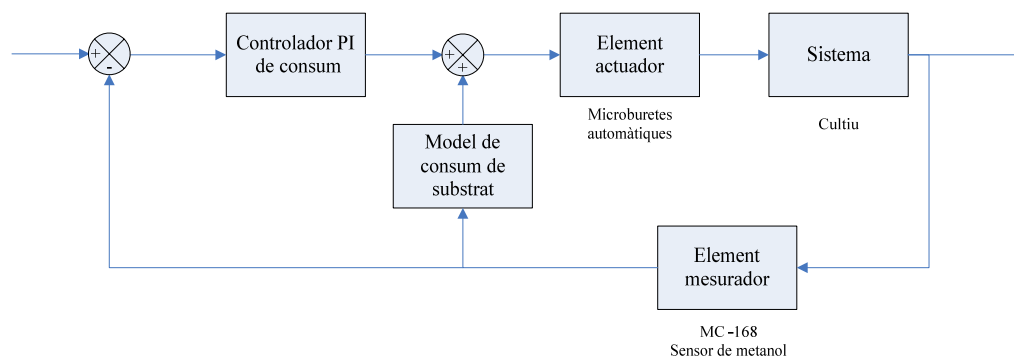 +
-
Controlador PI
de consum
+
+
Element
actuador
Microburetes
automàtiques
Sistema
Cultiu
Model de
consum de
substrat
Element
mesurador
MC-168
Sensor de metanol